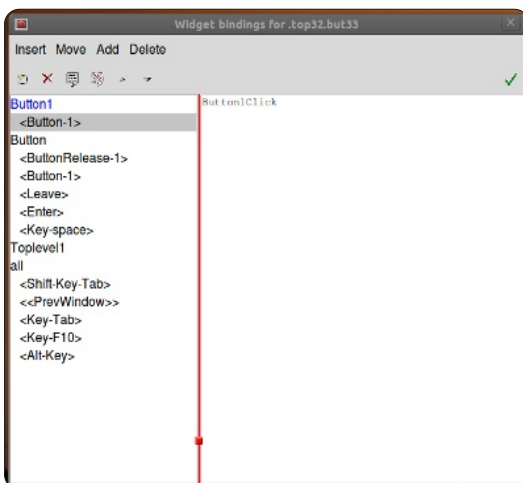 Widget bindings for .top32.but33
Insert Move Add Delete
Button1
Button1Click
<Button-1>
Button
<ButtonRelease-1>
<Button-1>
<Leave>
<Enter>
<Key-space>
Toplevel1
all
<Shift-Key-Tab>
<<PrevWindow>>
<Key-Tab>
<Key-F10>
<Alt-Key>